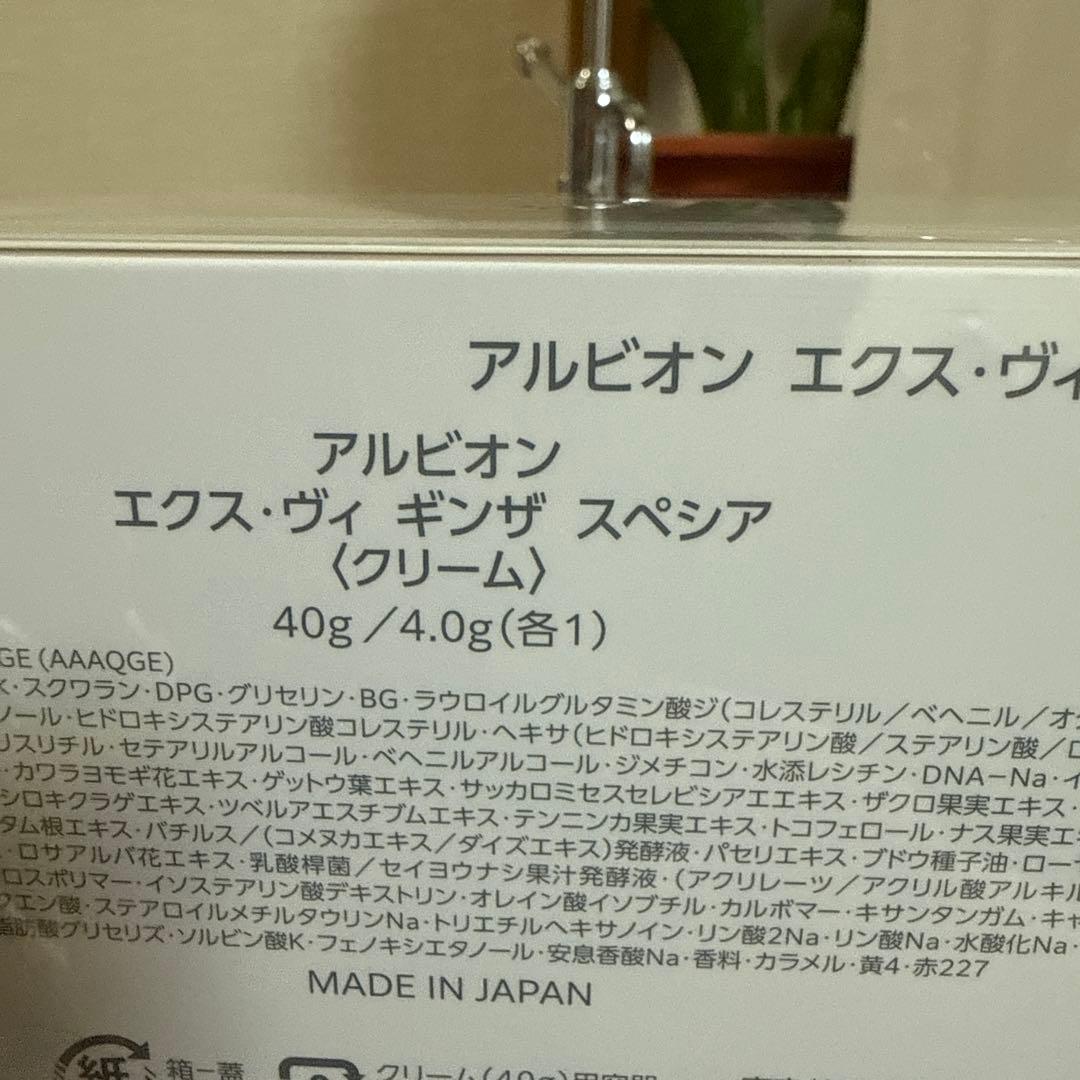 アルビオン エクス・ヴィ
アルビオン
エクス・ヴィ ギンザ スペシア
〈クリーム〉
40g/4.0g(各1)
GE(AAAQGE)
・スクワラン・DPG・グリセリン・BG・ラウロイルグルタミン酸ジ(コレステリル/ベヘニル/オク
ノール・ヒドロキシステアリン酸コレステリル・ヘキサ(ヒドロキシステアリン酸/ステアリン酸/ロ
リスリチル・セテアリルアルコール・ベヘニルアルコール・ジメチコン・水添レシチン・DNA-Na・イ
・カワラヨモギ花エキス・ゲットウ葉エキス・サッカロミセスセレビシアエエキス・ザクロ果実エキス・
シロキクラゲエキス・ツベルアエスチブムエキス・テンニンカ果実エキス・トコフェロール・ナス果実エキ
タム根エキス・バチルス/(コメヌカエキス/ダイズエキス)発酵液・パセリエキス・ブドウ種子油・ローヤ
・ロサアルバ花エキス・乳酸桿菌/セイヨウナシ果汁発酵液・(アクリレーツ/アクリル酸アルキル
ロスポリマー・イソステアリン酸デキストリン・オレイン酸イソブチル・カルボマー・キサンタンガム・キャ
クエン酸・ステアロイルメチルタウリンNa・トリエチルヘキサノイン・リン酸2Na・リン酸Na・水酸化Na・
脂肪酸グリセリズ・ソルビン酸K・フェノキシエタノール・安息香酸Na・香料・カラメル・黄4・赤227
MADE IN JAPAN
紙 箱-蓋
クリーム(40g)用容器